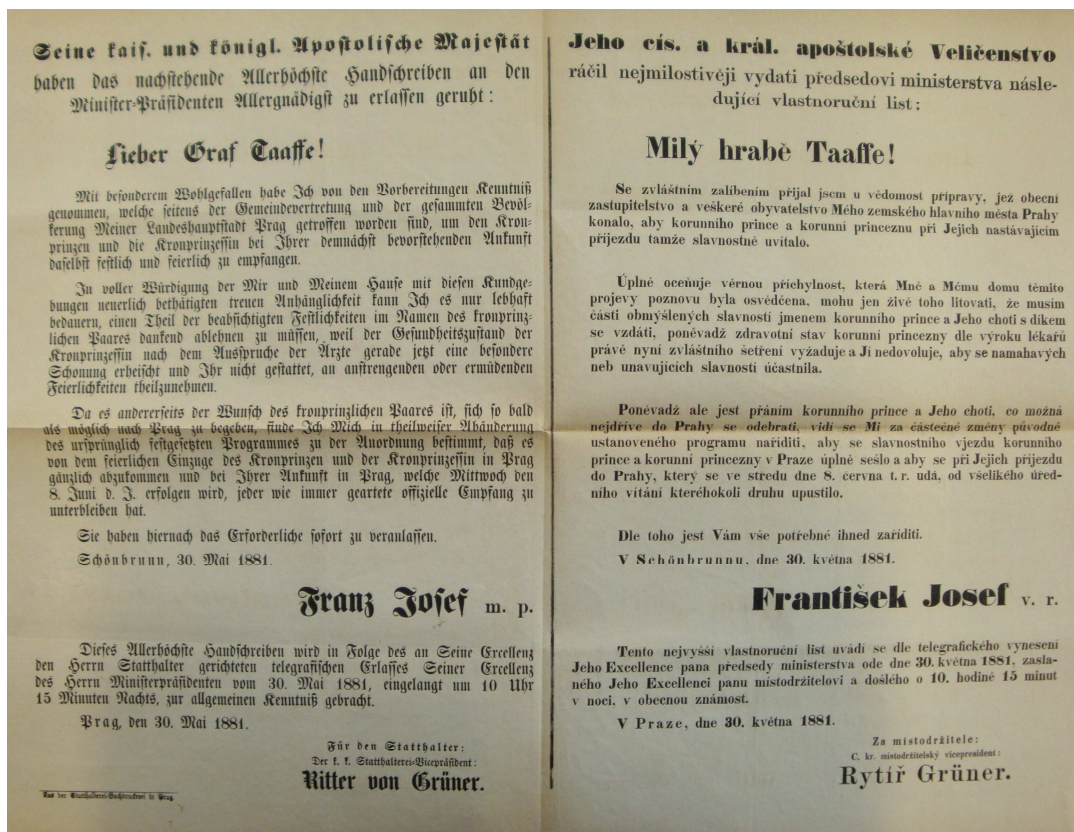 Seine kais. und königl. Apostolische Majestät
haben das nachstehende Allerhöchste Handschreiben an den
Minister-Präsidenten Allergnädigst zu erlassen geruht:
Lieber Graf Taaffe!
Mit besonderem Wohlgefallen habe Ich von den Vorbereitungen Kenntniß
genommen, welche seitens der Gemeindevertretung und der gesammten Bevöl-
kerung Meiner Landeshauptstadt Prag getroffen worden sind, um den Kron-
prinzen und die Kronprinzessin bei Ihrer demnächst bevorstehenden Ankunft
daselbst festlich und feierlich zu empfangen.
In voller Würdigung der Mir und Meinem Hause mit diesen Kundge-
bungen neuerlich bethätigten treuen Anhänglichkeit kann Ich es nur lebhaft
bedauern, einen Theil der beabsichtigten Festlichkeiten im Namen des kronprinz-
lichen Paares dankend ablehnen zu müssen, weil der Gesundheitszustand der
Kronprinzessin nach dem Ausspruche der Ärzte gerade jetzt eine besondere
Schonung erheischt und Ihr nicht gestattet, an anstrengenden oder ermüdenden
Feierlichkeiten theilzunehmen.
Da es andererseits der Wunsch des kronprinzlichen Paares ist, sich so bald
als möglich nach Prag zu begeben, finde Ich Mich in theilweiser Abänderung
des ursprünglich festgesetzten Programmes zu der Anordnung bestimmt, daß es
von dem feierlichen Einzuge des Kronprinzen und der Kronprinzessin in Prag
gänzlich abzukommen und bei Ihrer Ankunft in Prag, welche Mittwoch den
8. Juni d. J. erfolgen wird, jeder wie immer geartete offizielle Empfang zu
unterbleiben hat.
Sie haben hiernach das Erforderliche sofort zu veranlassen.
Schönbrunn, 30. Mai 1881.
Franz Josef m. p.
Dieses Allerhöchste Handschreiben wird in Folge des an Seine Excellenz
den Herrn Statthalter gerichteten telegrafischen Erlasses Seiner Excellenz
des Herrn Ministerpräsidenten vom 30. Mai 1881, eingelangt um 10 Uhr
15 Minuten Nachts, zur allgemeinen Kenntniß gebracht.
Prag, den 30. Mai 1881.
Für den Statthalter:
Der k. k. Statthalterei-Vicepräsident:
Ritter von Grüner.
Aus der Statthalterei-Buchdruckerei in Prag.
Jeho cís. a král. apoštolské Veličenstvo
ráčil nejmilostivěji vydati předsedovi ministerstva násle-
dující vlastnoruční list:
Milý hrabě Taaffe!
Se zvláštním zalíbením přijal jsem u vědomost přípravy, jež obecní
zastupitelstvo a veškeré obyvatelstvo Mého zemského hlavního města Prahy
konalo, aby korunního prince a korunní princeznu při Jejich nastávajícím
příjezdu tamže slavnostně uvítalo.
Úplně oceňuje věrnou přichylnost, která Mně a Mému domu těmito
projevy poznovu byla osvědčena, mohu jen živě toho litovati, že musím
části obmýšlených slavností jmenem korunního prince a Jeho choti s díkem
se vzdáti, poněvadž zdravotní stav korunní princezny dle výroku lékařů
právě nyní zvláštního šetření vyžaduje a Jí nedovoluje, aby se namahavých
neb unavujících slavností účastnila.
Poněvadž ale jest přáním korunního prince a Jeho choti, co možná
nejdříve do Prahy se odebrati, vidí se Mi za částečné změny původně
ustanoveného programu naříditi, aby se slavnostního vjezdu korunního
prince a korunní princezny v Praze úplně sešlo a aby se při Jejich příjezdu
do Prahy, který se ve středu dne 8. června t. r. udá, od všelikého úřed-
ního vítání kteréhokoli druhu upustilo.
Dle toho jest Vám vše potřebné ihned zaříditi.
V Schönbrunnu, dne 30. května 1881.
František Josef v. r.
Tento nejvyšší vlastnoruční list uvádí se dle telegrafického vynesení
Jeho Excellence pana předsedy ministerstva ode dne 30. května 1881, zasla-
ného Jeho Excellenci panu místodržitelovi a došlého o 10. hodině 15 minut
v noci, v obecnou známost.
V Praze, dne 30. května 1881.
Za místodržitele:
C. kr. místodržitelský vicepresident:
Rytíř Grüner.